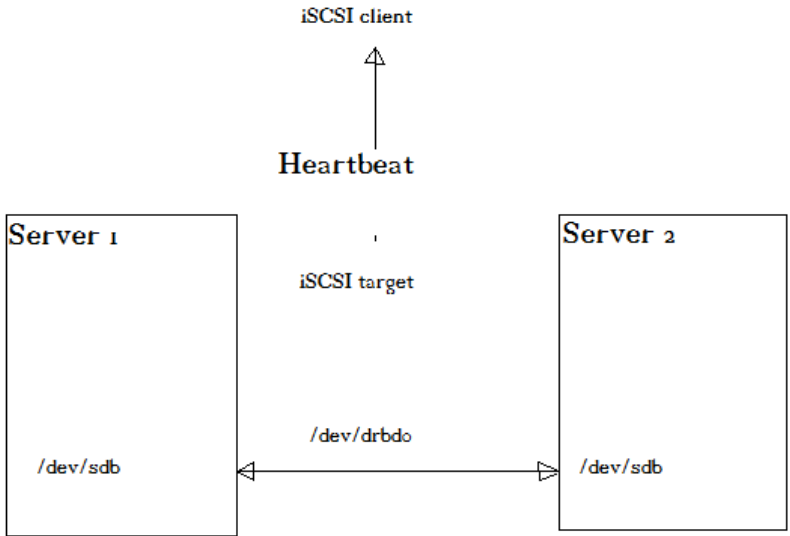 iSCSI client
Heartbeat
Server 1
Server 2
iSCSI target
/dev/drbd0
/dev/sdb
/dev/sdb